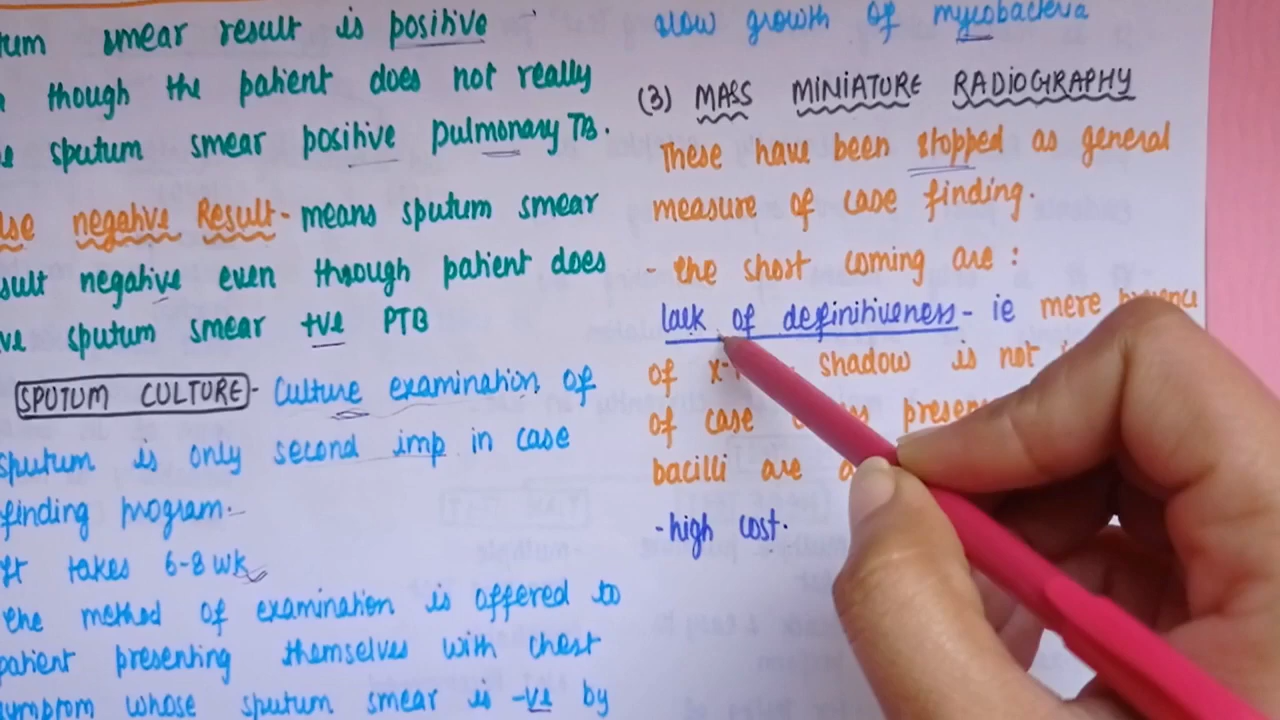 smear result is positive
though the patient does not really
sputum smear positive pulmonary TB.
negative Result - means sputum smear
negative even though patient does
sputum smear +ve PTB
SPUTUM CULTURE - Culture examination of
sputum is only second imp in case
finding program.
It takes 6-8 wk
the method of examination is offered to
patient presenting themselves with chest
symptom whose sputum smear is -ve by
slow growth of mycobacteria
(3) MASS MINIATURE RADIOGRAPHY
These have been stopped as general
measure of case finding.
- the short coming are :
lack of definitiveness - ie mere
of shadow is not
of case
bacilli are
- high cost.